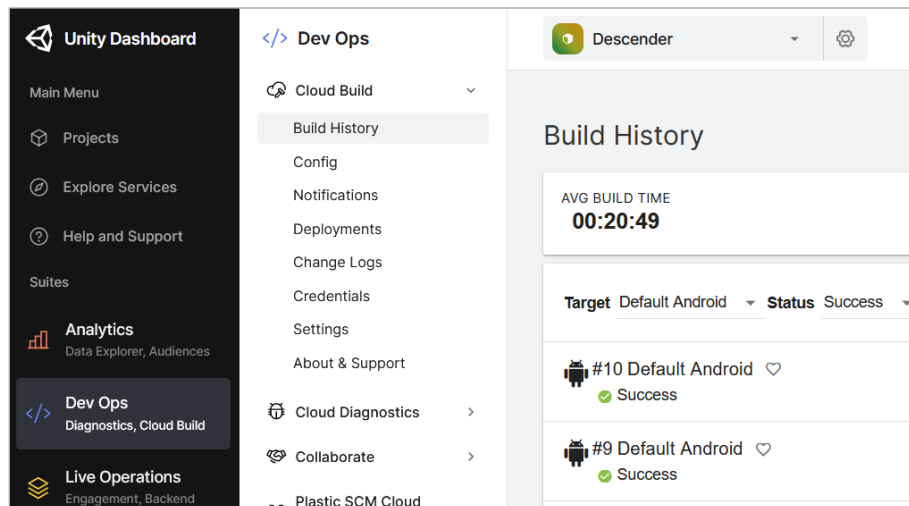 Unity Dashboard
Main Menu
Projects
Explore Services
Help and Support
Suites
Analytics
Data Explorer, Audiences
Dev Ops
Diagnostics, Cloud Build
Live Operations
Engagement, Backend
</> Dev Ops
Cloud Build
Build History
Config
Notifications
Deployments
Change Logs
Credentials
Settings
About & Support
Cloud Diagnostics
Collaborate
Plastic SCM Cloud
Descender
Build History
AVG BUILD TIME
00:20:49
Target Default Android Status Success
#10 Default Android
Success
#9 Default Android
Success